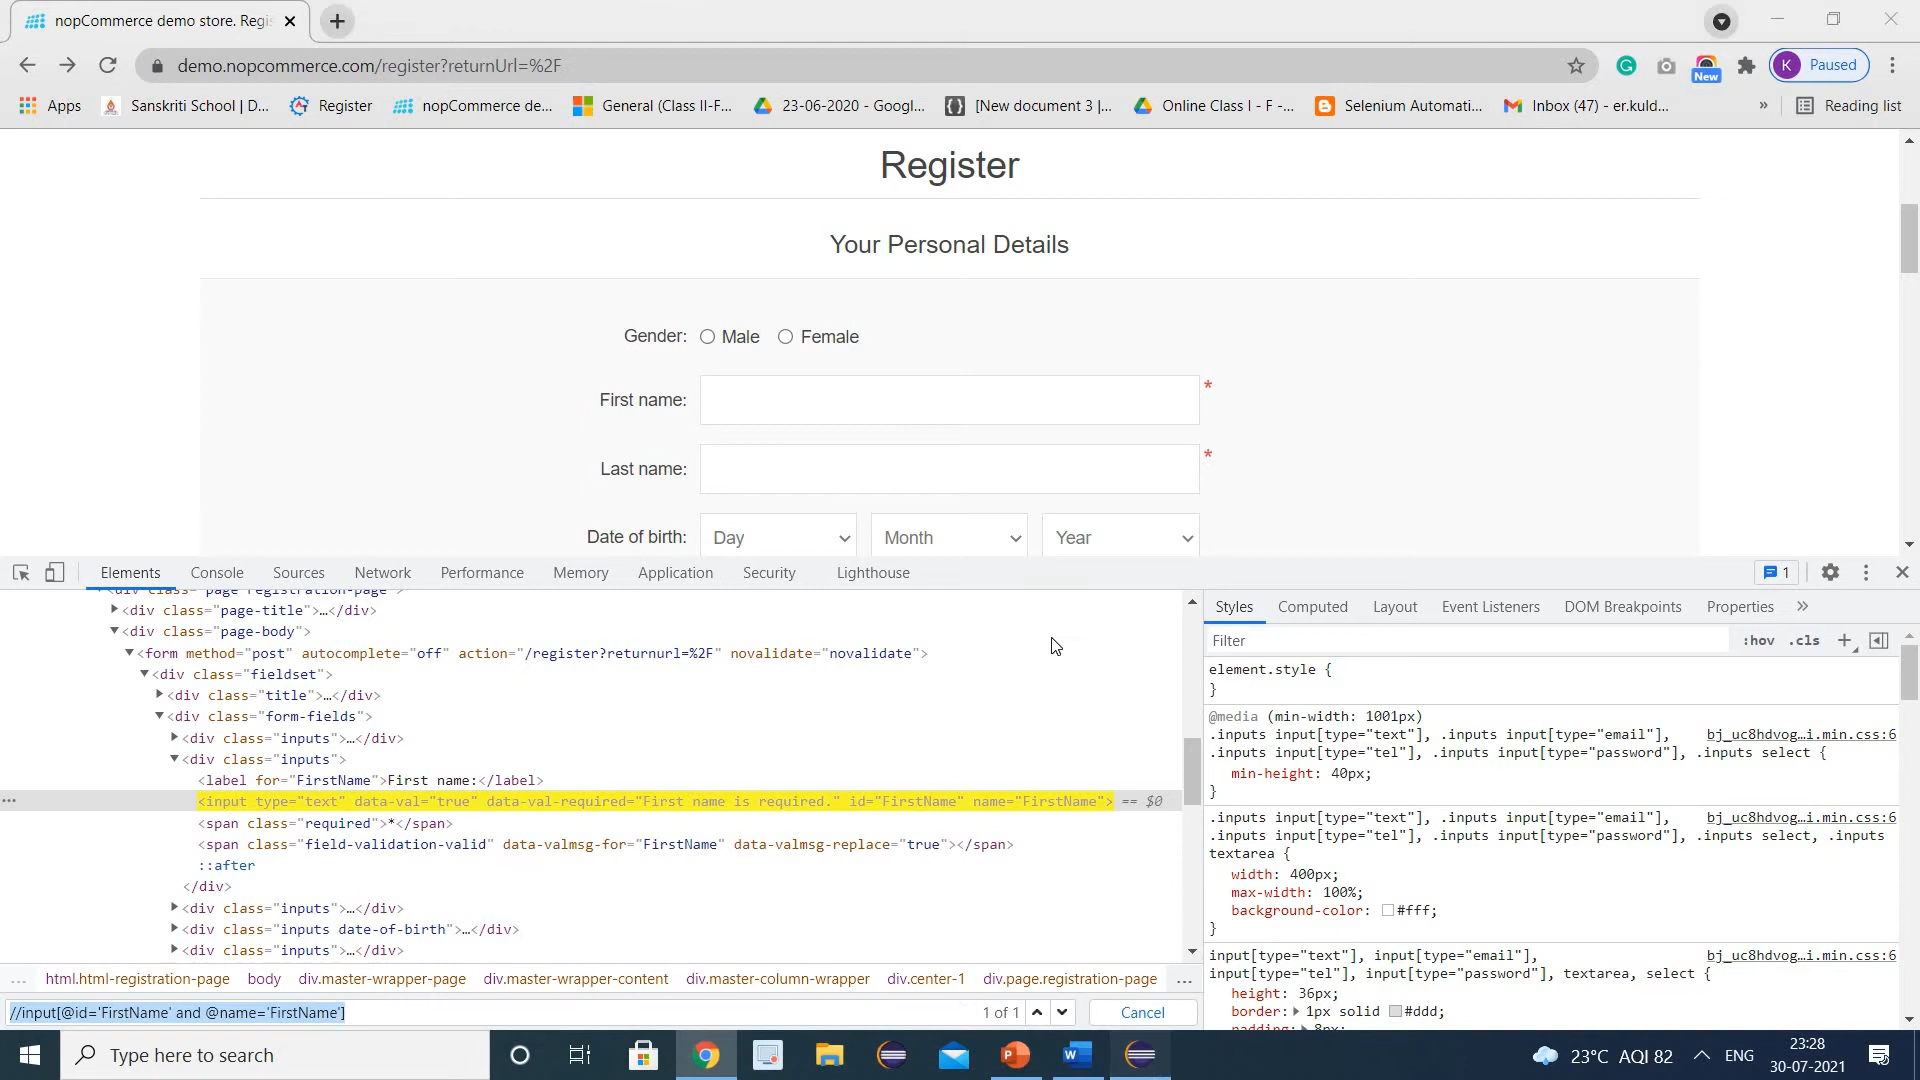 nopCommerce demo store. Regi
demo.nopcommerce.com/register?returnUrl=%2F
New
K Paused
Apps Sanskriti School | D... Register nopCommerce de... General (Class II-F... 23-06-2020 - Googl... [New document 3 |... Online Class I - F -... Selenium Automati... Inbox (47) - er.kuld... » Reading list
Register
Your Personal Details
Gender: Male Female
First name: *
Last name: *
Date of birth: Day Month Year
Elements Console Sources Network Performance Memory Application Security Lighthouse 1
<div class="page registration-page">
<div class="page-title">…</div>
<div class="page-body">
<form method="post" autocomplete="off" action="/register?returnurl=%2F" novalidate="novalidate">
<div class="fieldset">
<div class="title">…</div>
<div class="form-fields">
<div class="inputs">…</div>
<div class="inputs">
<label for="FirstName">First name:</label>
<input type="text" data-val="true" data-val-required="First name is required." id="FirstName" name="FirstName"> == $0
<span class="required">*</span>
<span class="field-validation-valid" data-valmsg-for="FirstName" data-valmsg-replace="true"></span>
::after
</div>
<div class="inputs">…</div>
<div class="inputs date-of-birth">…</div>
<div class="inputs">…</div>
... html.html-registration-page body div.master-wrapper-page div.master-wrapper-content div.master-column-wrapper div.center-1 div.page.registration-page ...
//input[@id='FirstName' and @name='FirstName'] 1 of 1 Cancel
Styles Computed Layout Event Listeners DOM Breakpoints Properties »
Filter :hov .cls +
element.style {
}
@media (min-width: 1001px)
.inputs input[type="text"], .inputs input[type="email"], bj_uc8hdvog…i.min.css:6
.inputs input[type="tel"], .inputs input[type="password"], .inputs select {
min-height: 40px;
}
.inputs input[type="text"], .inputs input[type="email"], bj_uc8hdvog…i.min.css:6
.inputs input[type="tel"], .inputs input[type="password"], .inputs select, .inputs
textarea {
width: 400px;
max-width: 100%;
background-color: #fff;
}
input[type="text"], input[type="email"], bj_uc8hdvog…i.min.css:6
input[type="tel"], input[type="password"], textarea, select {
height: 36px;
border: 1px solid #ddd;
padding: 8px;
Type here to search
23°C AQI 82 ENG
23:28
30-07-2021